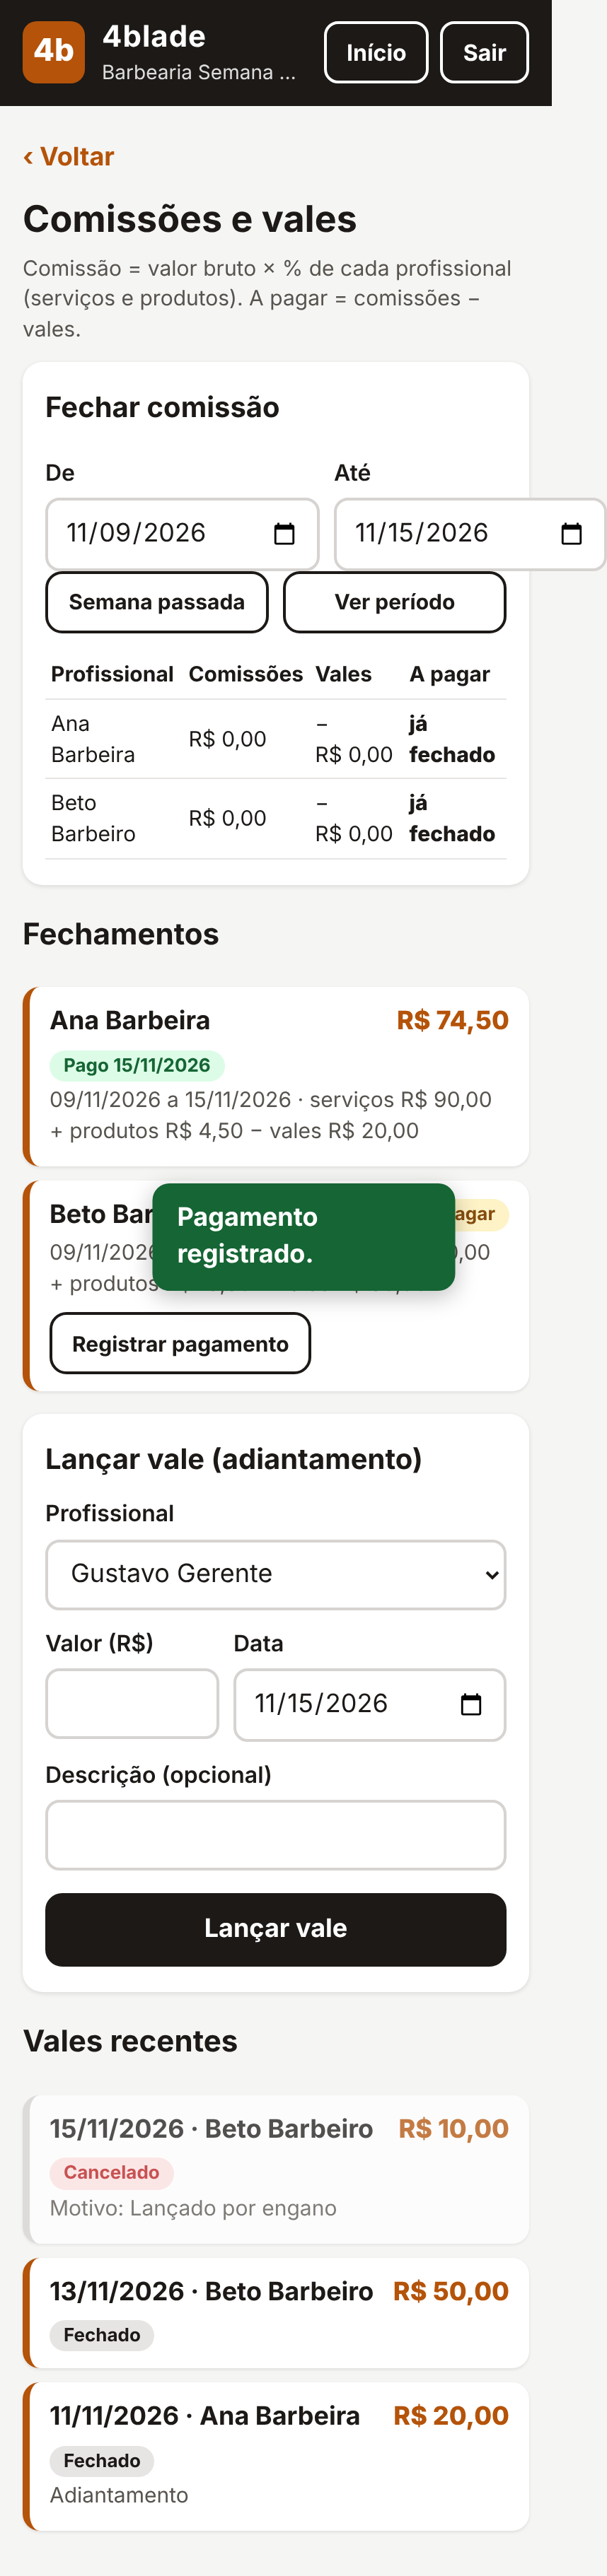 4b
4blade
Barbearia Semana ...
Início
Sair
‹ Voltar
Comissões e vales
Comissão = valor bruto × % de cada profissional
(serviços e produtos). A pagar = comissões −
vales.
Fechar comissão
De
Até
11/09/2026
11/15/2026
Semana passada
Ver período
Profissional Comissões Vales A pagar
Ana
Barbeira
R$ 0,00
−
R$ 0,00
já
fechado
Beto
Barbeiro
R$ 0,00
−
R$ 0,00
já
fechado
Fechamentos
Ana Barbeira
R$ 74,50
Pago 15/11/2026
09/11/2026 a 15/11/2026 · serviços R$ 90,00
+ produtos R$ 4,50 − vales R$ 20,00
Beto
Pagamento
registrado.
agar
+ produtos
Registrar pagamento
Lançar vale (adiantamento)
Profissional
Gustavo Gerente
Valor (R$)
Data
11/15/2026
Descrição (opcional)
Lançar vale
Vales recentes
15/11/2026 · Beto Barbeiro
R$ 10,00
Cancelado
Motivo: Lançado por engano
13/11/2026 · Beto Barbeiro
R$ 50,00
Fechado
11/11/2026 · Ana Barbeira
R$ 20,00
Fechado
Adiantamento